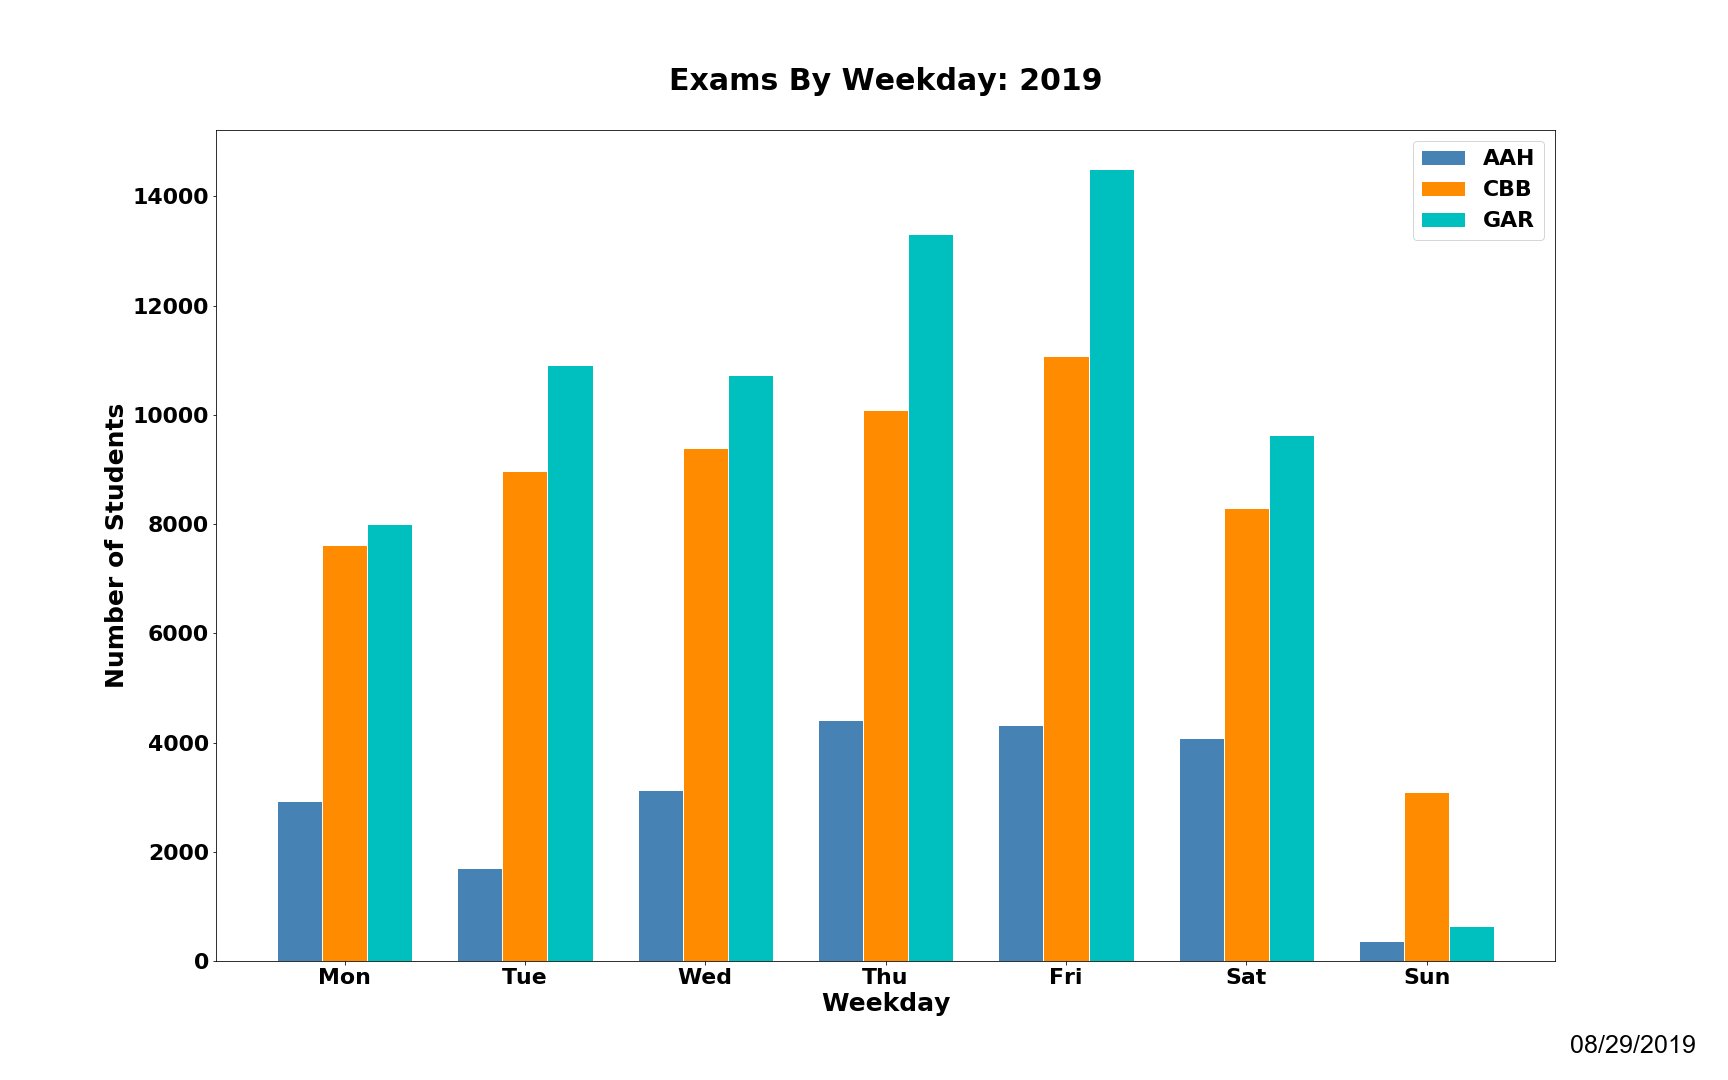 Exams By Weekday: 2019
AAH
CBB
GAR
14000
12000
10000
8000
6000
4000
2000
0
Number of Students
Mon Tue Wed Thu Fri Sat Sun
Weekday
08/29/2019